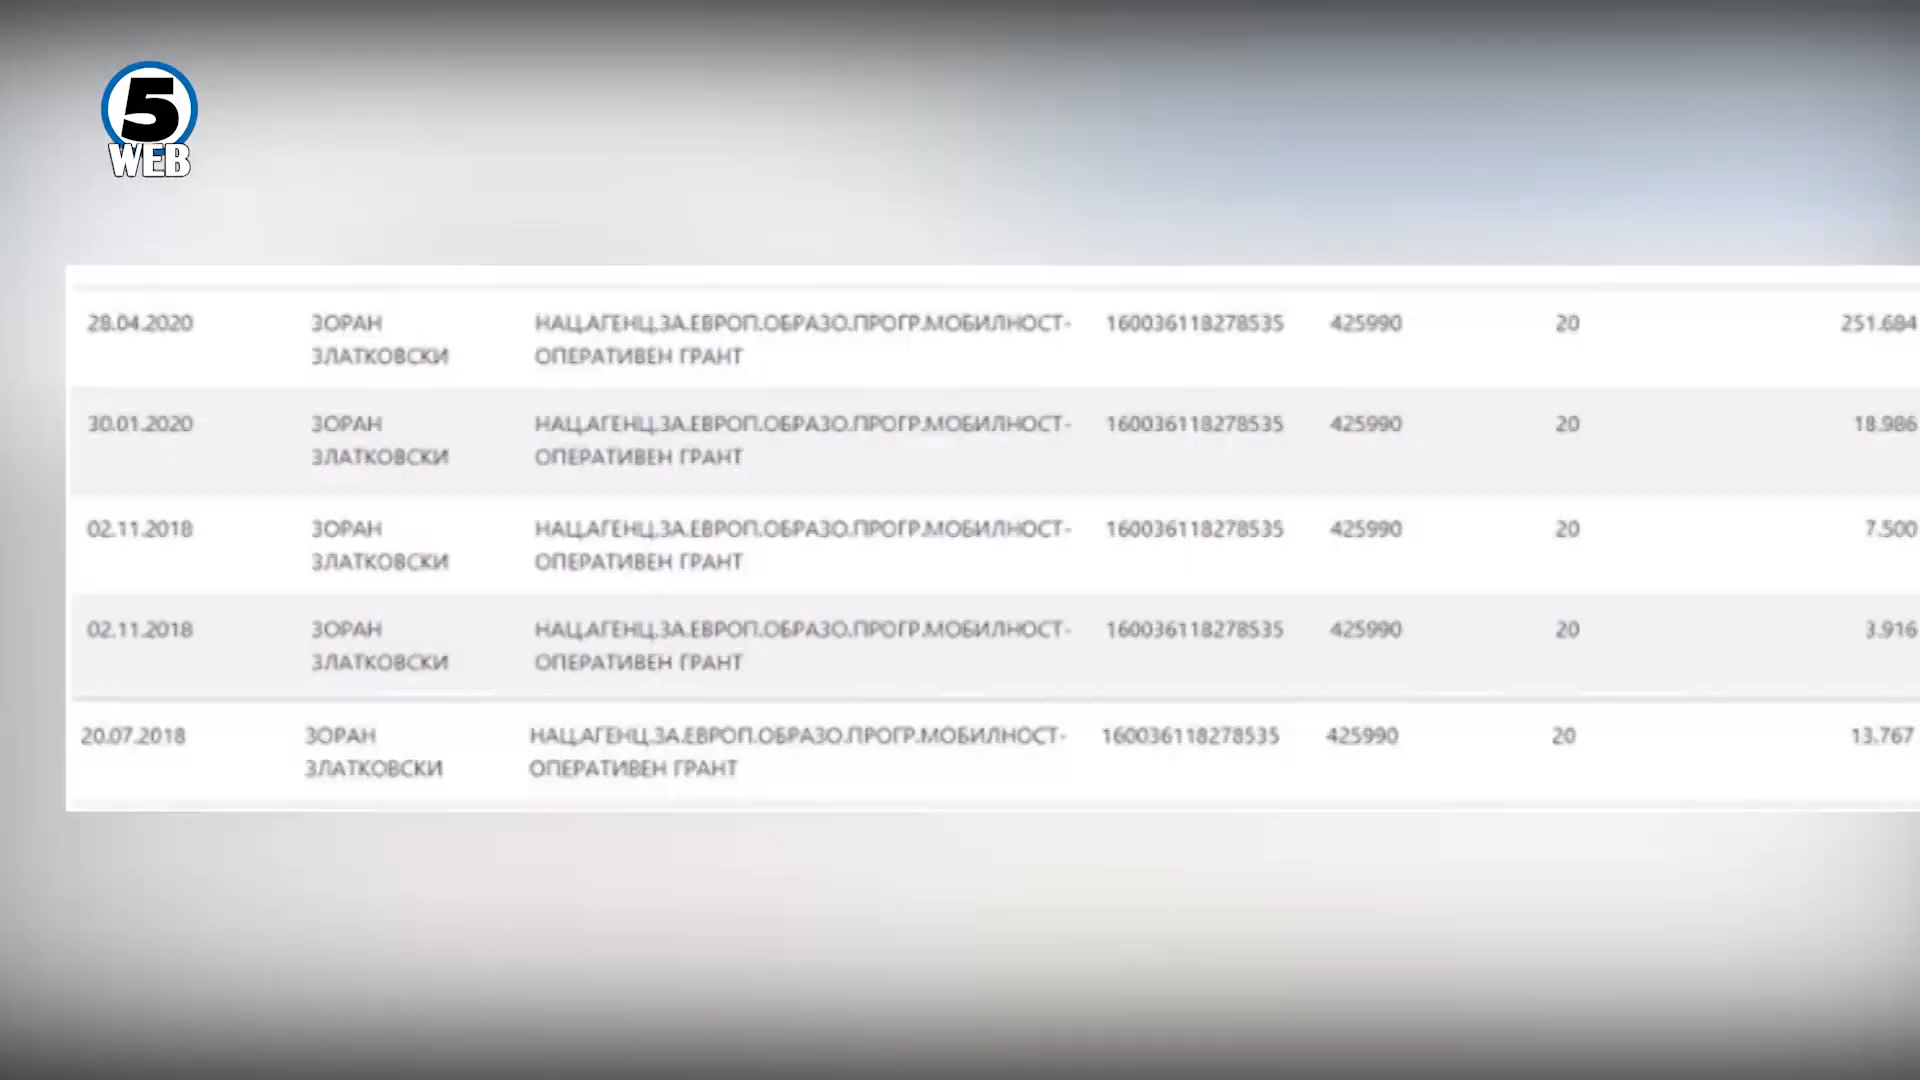 5
WEB
28.04.2020 ЗОРАН НАЦ.АГЕНЦ.ЗА.ЕВРОП.ОБРАЗО.ПРОГР.МОБИЛНОСТ- 160036118278535 425990 20 251.684
ЗЛАТКОВСКИ ОПЕРАТИВЕН ГРАНТ
30.01.2020 ЗОРАН НАЦ.АГЕНЦ.ЗА.ЕВРОП.ОБРАЗО.ПРОГР.МОБИЛНОСТ- 160036118278535 425990 20 18.986
ЗЛАТКОВСКИ ОПЕРАТИВЕН ГРАНТ
02.11.2018 ЗОРАН НАЦ.АГЕНЦ.ЗА.ЕВРОП.ОБРАЗО.ПРОГР.МОБИЛНОСТ- 160036118278535 425990 20 7.500
ЗЛАТКОВСКИ ОПЕРАТИВЕН ГРАНТ
02.11.2018 ЗОРАН НАЦ.АГЕНЦ.ЗА.ЕВРОП.ОБРАЗО.ПРОГР.МОБИЛНОСТ- 160036118278535 425990 20 3.916
ЗЛАТКОВСКИ ОПЕРАТИВЕН ГРАНТ
20.07.2018 ЗОРАН НАЦ.АГЕНЦ.ЗА.ЕВРОП.ОБРАЗО.ПРОГР.МОБИЛНОСТ- 160036118278535 425990 20 13.767
ЗЛАТКОВСКИ ОПЕРАТИВЕН ГРАНТ